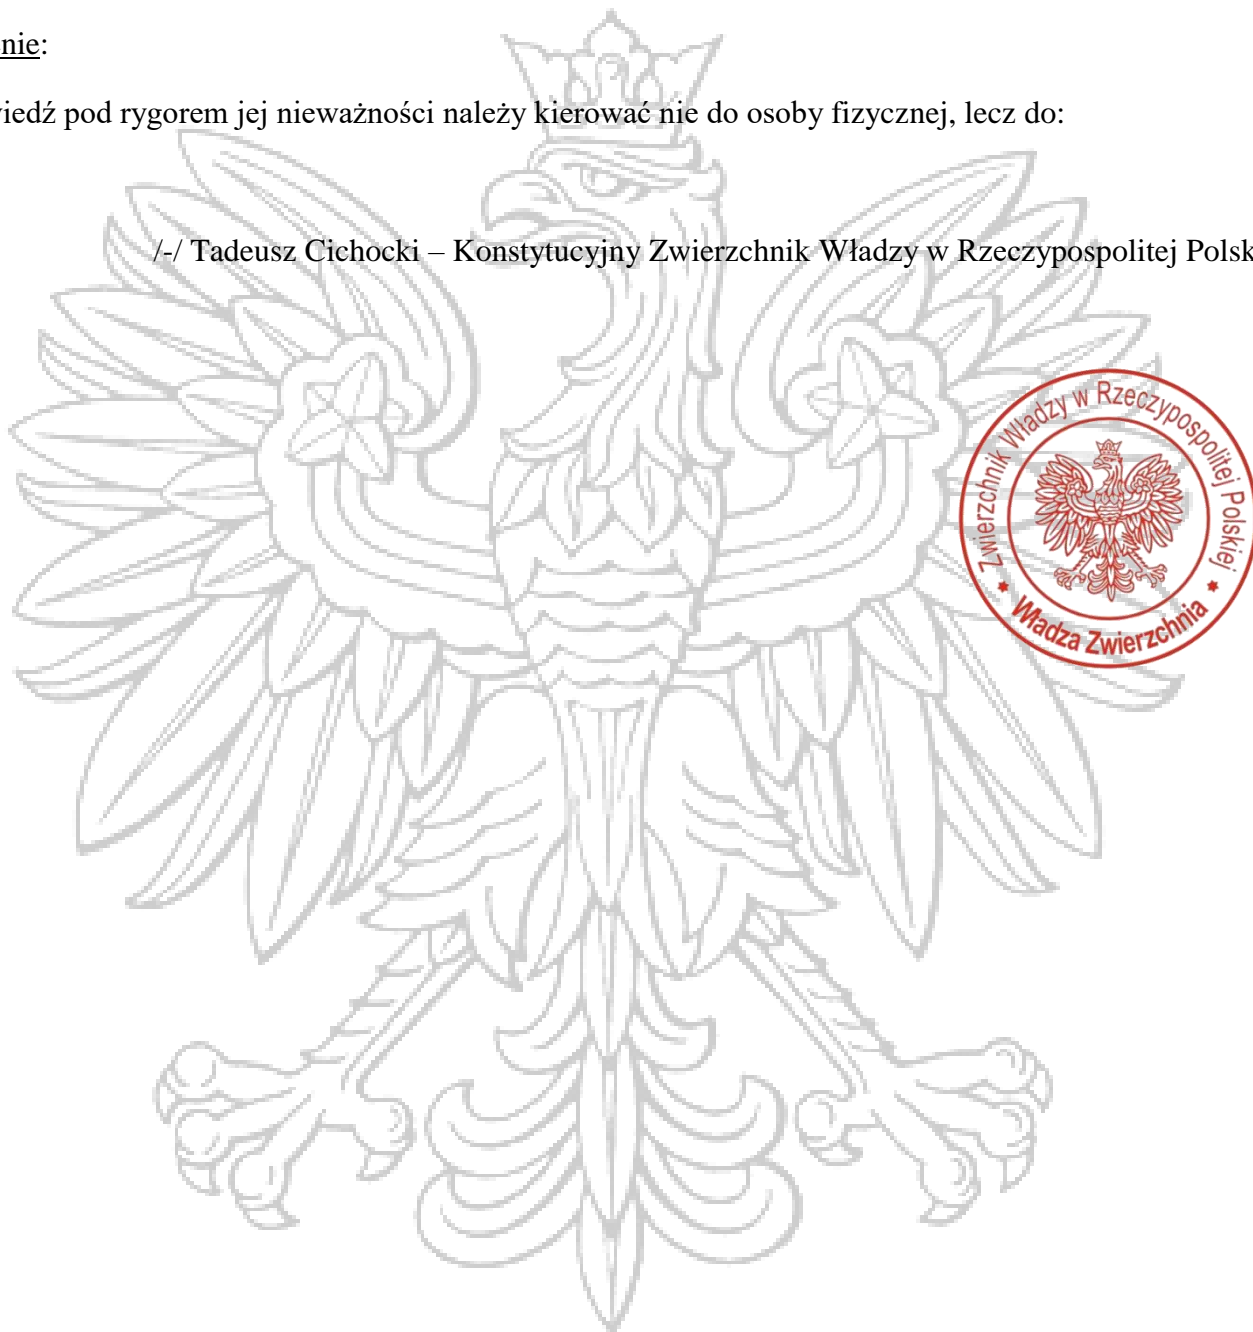 nie:
iedź pod rygorem jej nieważności należy kierować nie do osoby fizycznej, lecz do:
/-/ Tadeusz Cichocki – Konstytucyjny Zwierzchnik Władzy w Rzeczypospolitej Polsk
Zwierzchnik Władzy w Rzeczypospolitej Polskiej
Władza Zwierzchnia